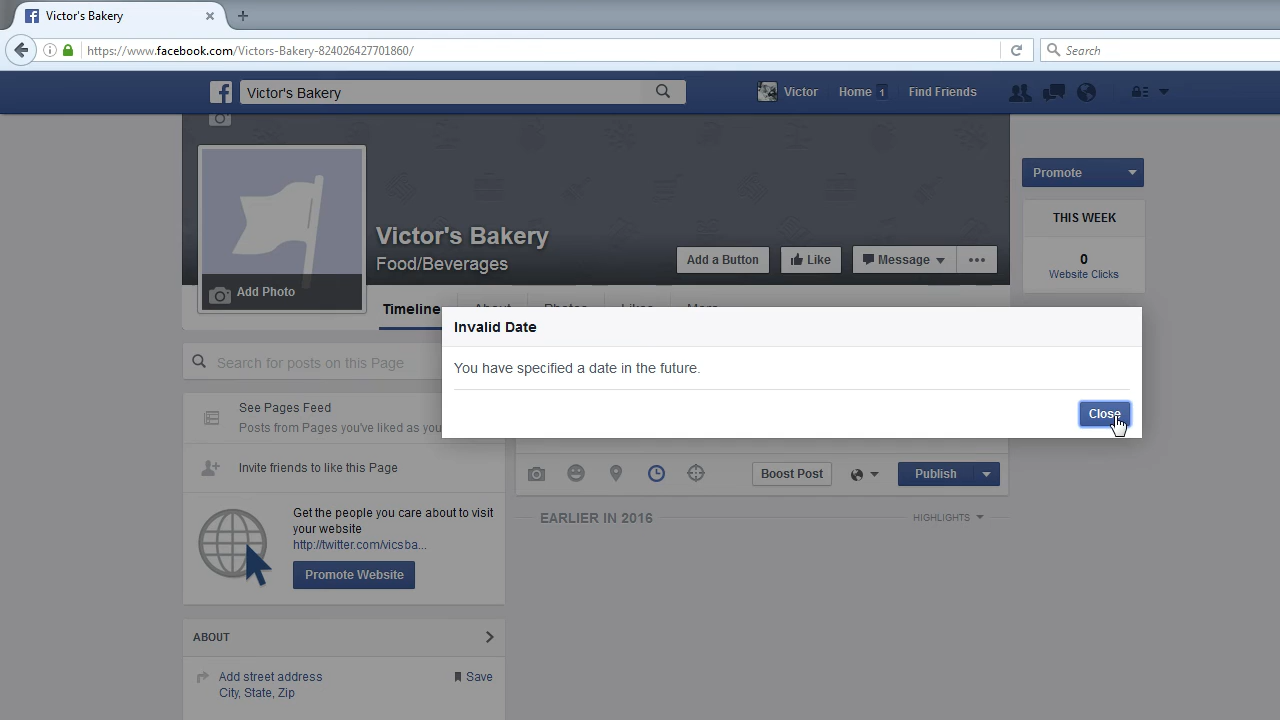 Victor's Bakery
https://www.facebook.com/Victors-Bakery-824026427701860/
Search
Victor's Bakery
Victor
Home 1
Find Friends
Victor's Bakery
Food/Beverages
Add Photo
Add a Button
Like
Message
Promote
THIS WEEK
0
Website Clicks
Timeline
About
Photos
Likes
More
Invalid Date
You have specified a date in the future.
Close
Search for posts on this Page
See Pages Feed
Posts from Pages you've liked as you
Invite friends to like this Page
Get the people you care about to visit
your website
http://twitter.com/vicsba...
Promote Website
Boost Post
Publish
EARLIER IN 2016
HIGHLIGHTS
ABOUT
Add street address
City, State, Zip
Save